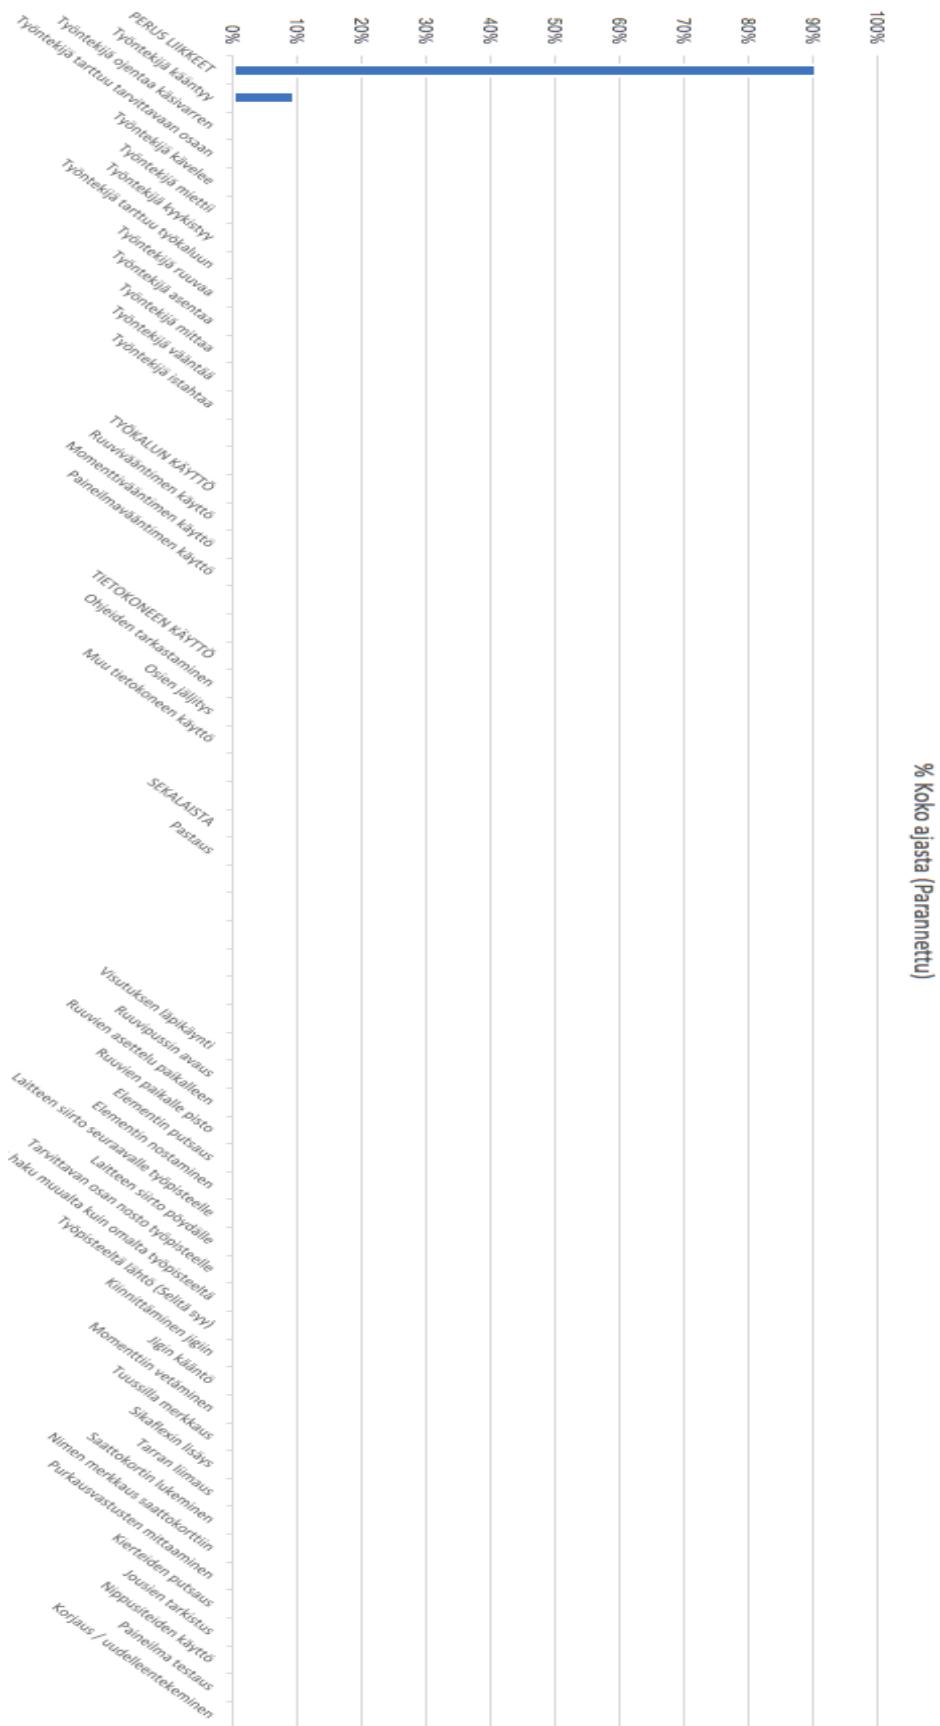 % Koko ajasta (Parannettu)
100%
90%
80%
70%
60%
50%
40%
30%
20%
10%
0%
PERUS LIIKKEET
Työntekijä kääntyy
Työntekijä ojentaa käsivarren
Työntekijä tarttuu tarvittavaan osaan
Työntekijä kävelee
Työntekijä miettii
Työntekijä kyykistyy
Työntekijä tarttuu työkaluun
Työntekijä ruuvaa
Työntekijä asentaa
Työntekijä mittaa
Työntekijä vääntää
Työntekijä istahtaa
TYÖKALUN KÄYTTÖ
Ruuvivääntimen käyttö
Momenttivääntimen käyttö
Paineilmavääntimen käyttö
TIETOKONEEN KÄYTTÖ
Ohjeiden tarkastaminen
Osien jäljitys
Muu tietokoneen käyttö
SEKALAISTA
Pastaus
Visutuksen läpikäynti
Ruuvipussin avaus
Ruuvien asettelu paikalleen
Ruuvien paikalle pisto
Elementin putsaus
Elementin nostaminen
Laitteen siirto seuraavalle työpisteelle
Laitteen siirto pöydälle
Tarvittavan osan nosto työpisteelle
haku muualta kuin omalta työpisteeltä
Työpisteeltä lähtö (Selitä syy)
Kiinnittäminen jigiin
Jigin kääntö
Momenttiin vetäminen
Tuussilla merkkaus
Sikaflexin lisäys
Tarran liimaus
Saattokortin lukeminen
Nimen merkkaus saattokorttiin
Purkausvastusten mittaaminen
Kierteiden putsaus
Jousien tarkistus
Nippusiteiden käyttö
Paineilma testaus
Korjaus / uudelleentekeminen